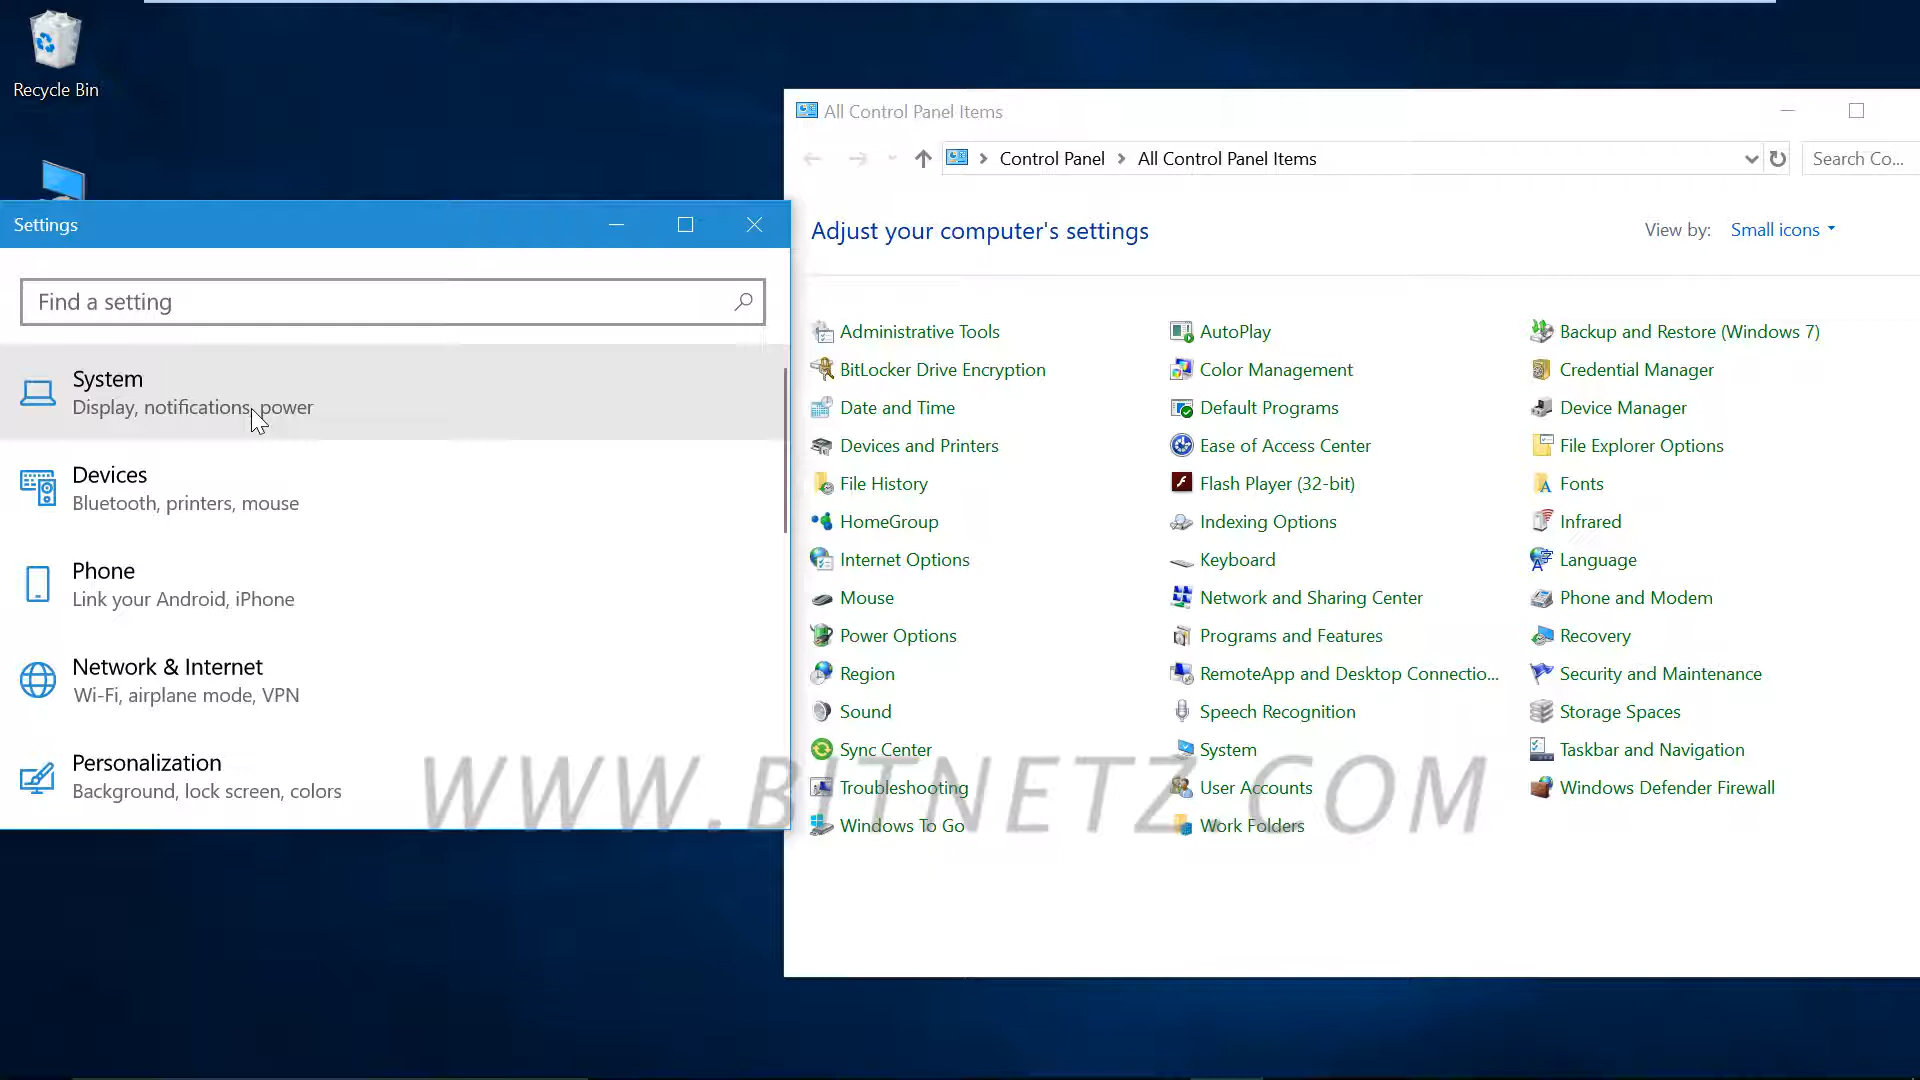 Recycle Bin
All Control Panel Items
Control Panel
All Control Panel Items
Search Co...
Settings
Adjust your computer's settings
View by: Small icons
Find a setting
System
Display, notifications, power
Devices
Bluetooth, printers, mouse
Phone
Link your Android, iPhone
Network & Internet
Wi-Fi, airplane mode, VPN
Personalization
Background, lock screen, colors
Administrative Tools
AutoPlay
Backup and Restore (Windows 7)
BitLocker Drive Encryption
Color Management
Credential Manager
Date and Time
Default Programs
Device Manager
Devices and Printers
Ease of Access Center
File Explorer Options
File History
Flash Player (32-bit)
Fonts
HomeGroup
Indexing Options
Infrared
Internet Options
Keyboard
Language
Mouse
Network and Sharing Center
Phone and Modem
Power Options
Programs and Features
Recovery
Region
RemoteApp and Desktop Connectio...
Security and Maintenance
Sound
Speech Recognition
Storage Spaces
Sync Center
System
Taskbar and Navigation
Troubleshooting
User Accounts
Windows Defender Firewall
Windows To Go
Work Folders
WWW.BITNETZ.COM